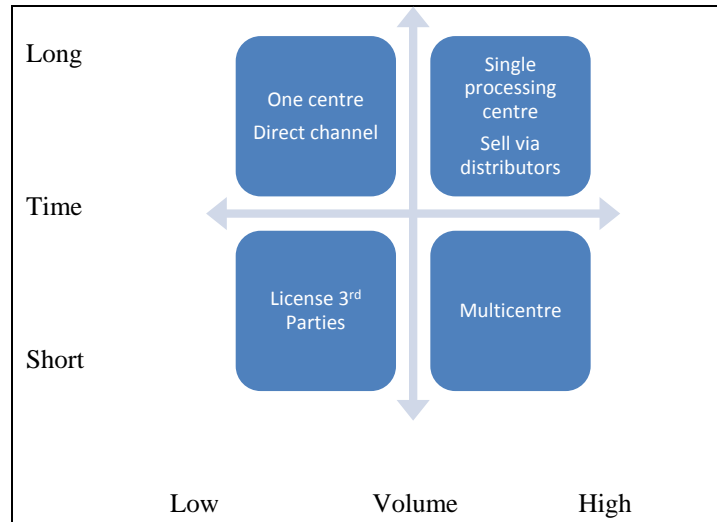 Long
One centre
Direct channel
Single
processing
centre
Sell via
distributors
Time
License 3rd
Parties
Multicentre
Short
Low Volume High